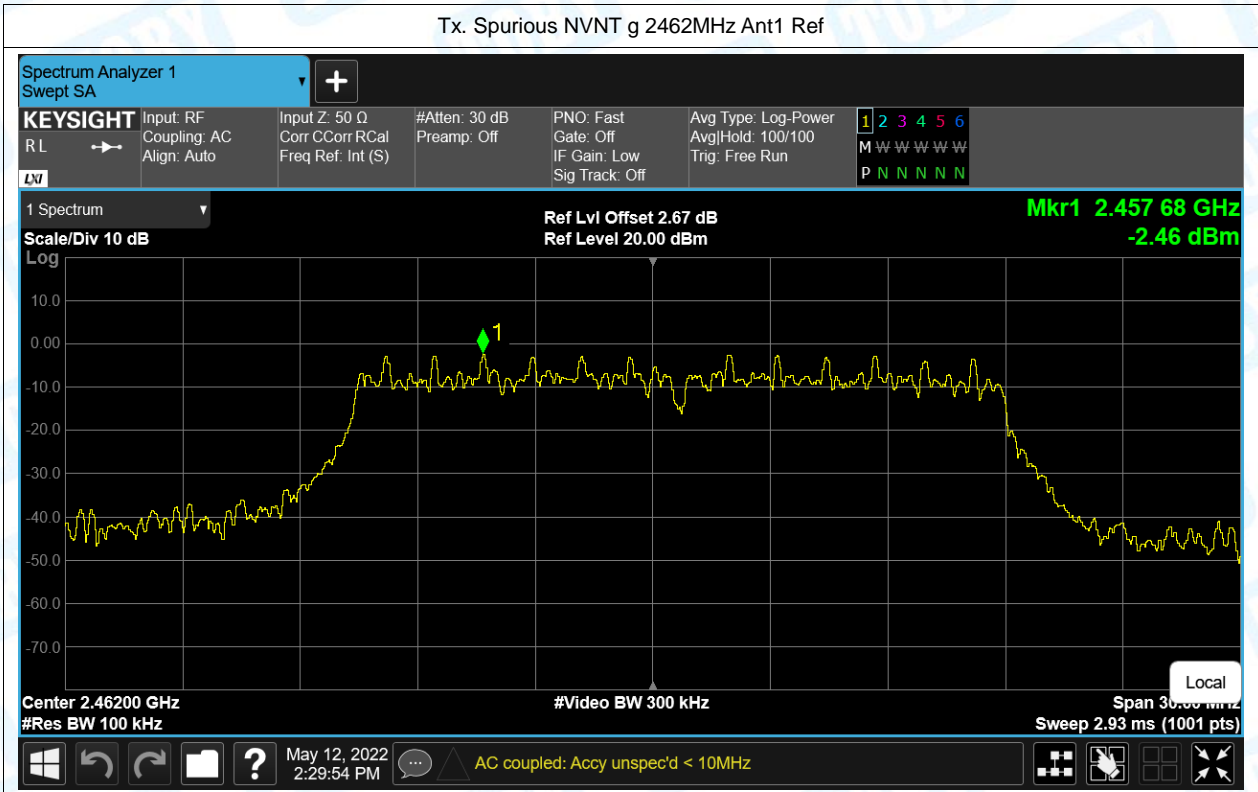 Tx. Spurious NVNT g 2462MHz Ant1 Ref
Spectrum Analyzer 1
Swept SA
KEYSIGHT
R L
LXI
Input: RF
Coupling: AC
Align: Auto
Input Z: 50 Ω
Corr CCorr RCal
Freq Ref: Int (S)
#Atten: 30 dB
Preamp: Off
PNO: Fast
Gate: Off
IF Gain: Low
Sig Track: Off
Avg Type: Log-Power
Avg|Hold: 100/100
Trig: Free Run
1 2 3 4 5 6
M W W W W W W
P N N N N N
1 Spectrum
Scale/Div 10 dB
Log
Ref Lvl Offset 2.67 dB
Ref Level 20.00 dBm
Mkr1 2.457 68 GHz
-2.46 dBm
10.0
0.00
-10.0
-20.0
-30.0
-40.0
-50.0
-60.0
-70.0
1
Local
Center 2.46200 GHz
#Res BW 100 kHz
#Video BW 300 kHz
Span 30.00 MHz
Sweep 2.93 ms (1001 pts)
?
May 12, 2022
2:29:54 PM
AC coupled: Accy unspec'd < 10MHz